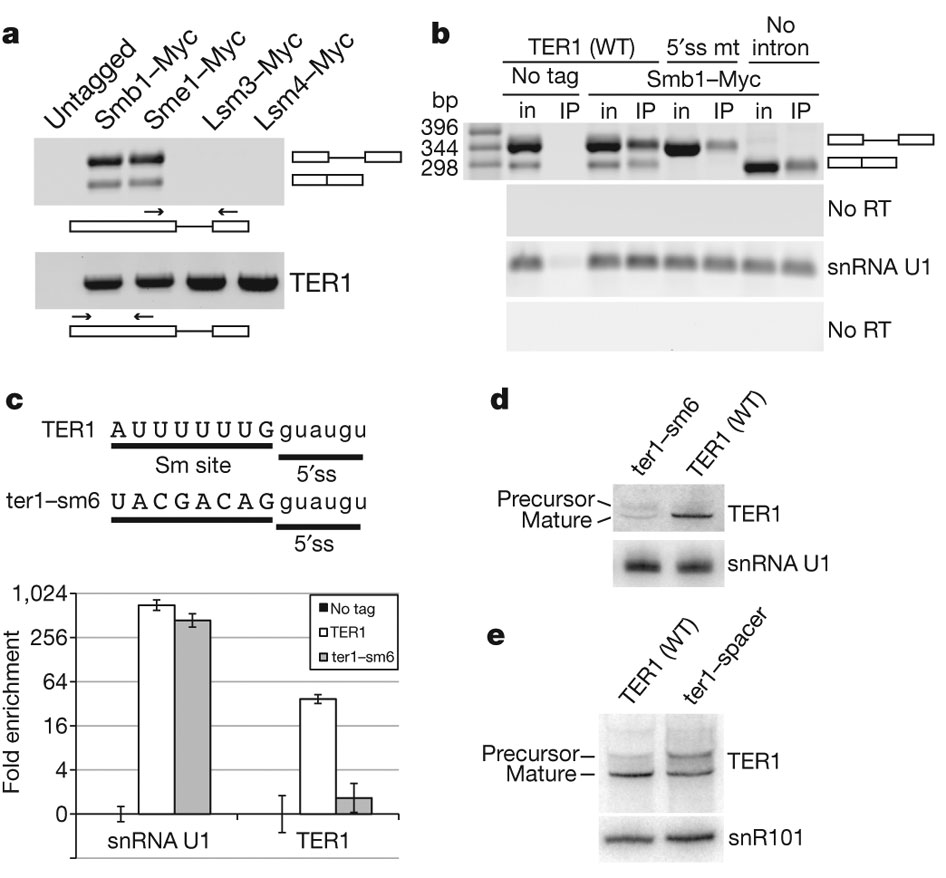 a
Untagged
Smb1–Myc
Sme1–Myc
Lsm3–Myc
Lsm4–Myc
TER1
b
TER1 (WT) 5′ss mt No intron
No tag Smb1–Myc
bp in IP in IP in IP in IP
396
344
298
No RT
snRNA U1
No RT
c
TER1 A U U U U U U G g u a u g u
Sm site 5′ss
ter1–sm6 U A C G A C A G g u a u g u
5′ss
Fold enrichment
1,024
256
64
16
4
0
No tag
TER1
ter1–sm6
snRNA U1 TER1
d
ter1–sm6 TER1 (WT)
Precursor
Mature
TER1
snRNA U1
e
TER1 (WT) ter1–spacer
Precursor
Mature
TER1
snR101